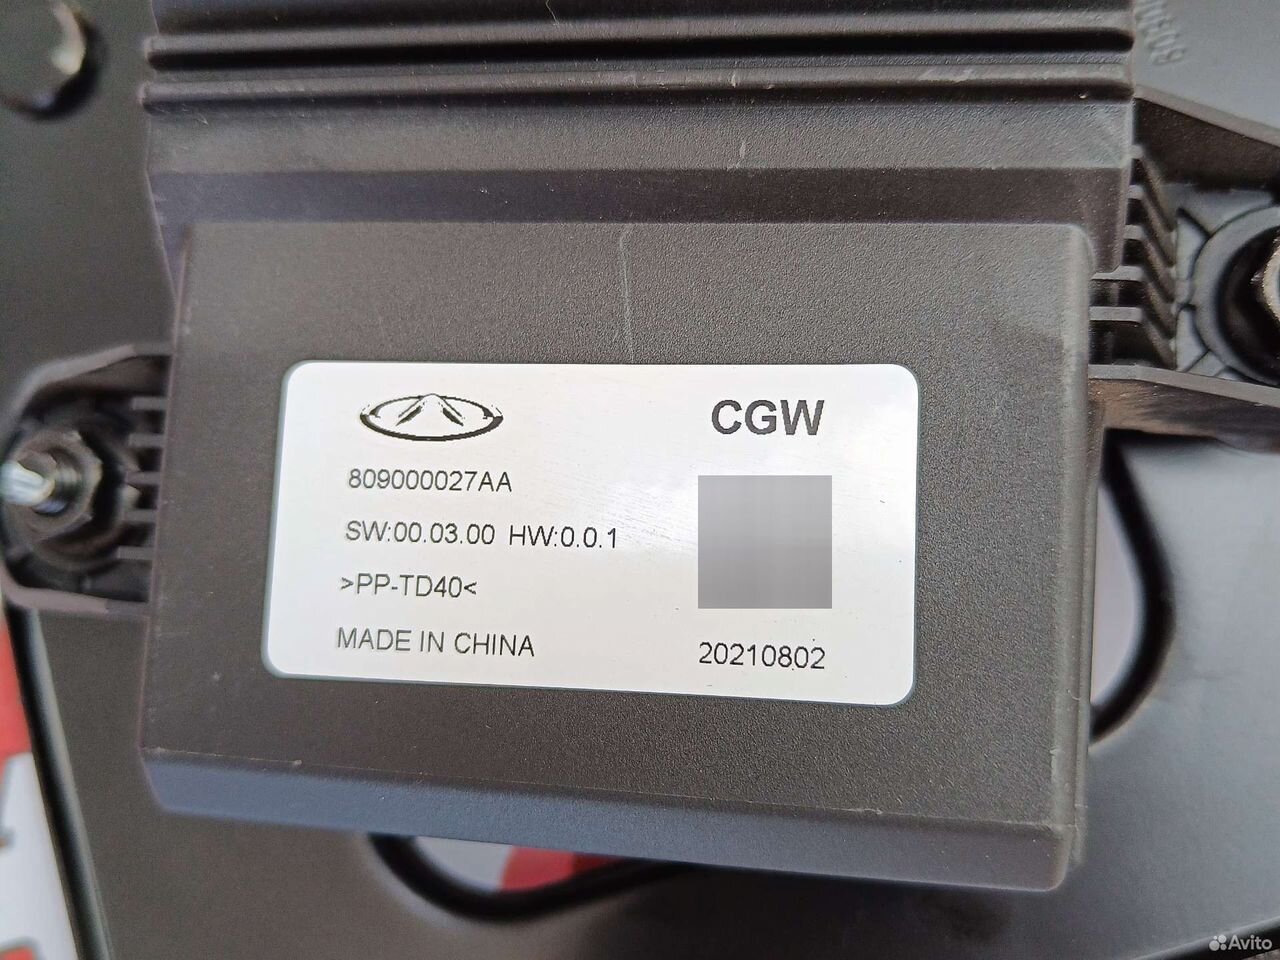 CGW
809000027AA
SW:00.03.00 HW:0.0.1
>PP-TD40<
MADE IN CHINA
20210802
Avito